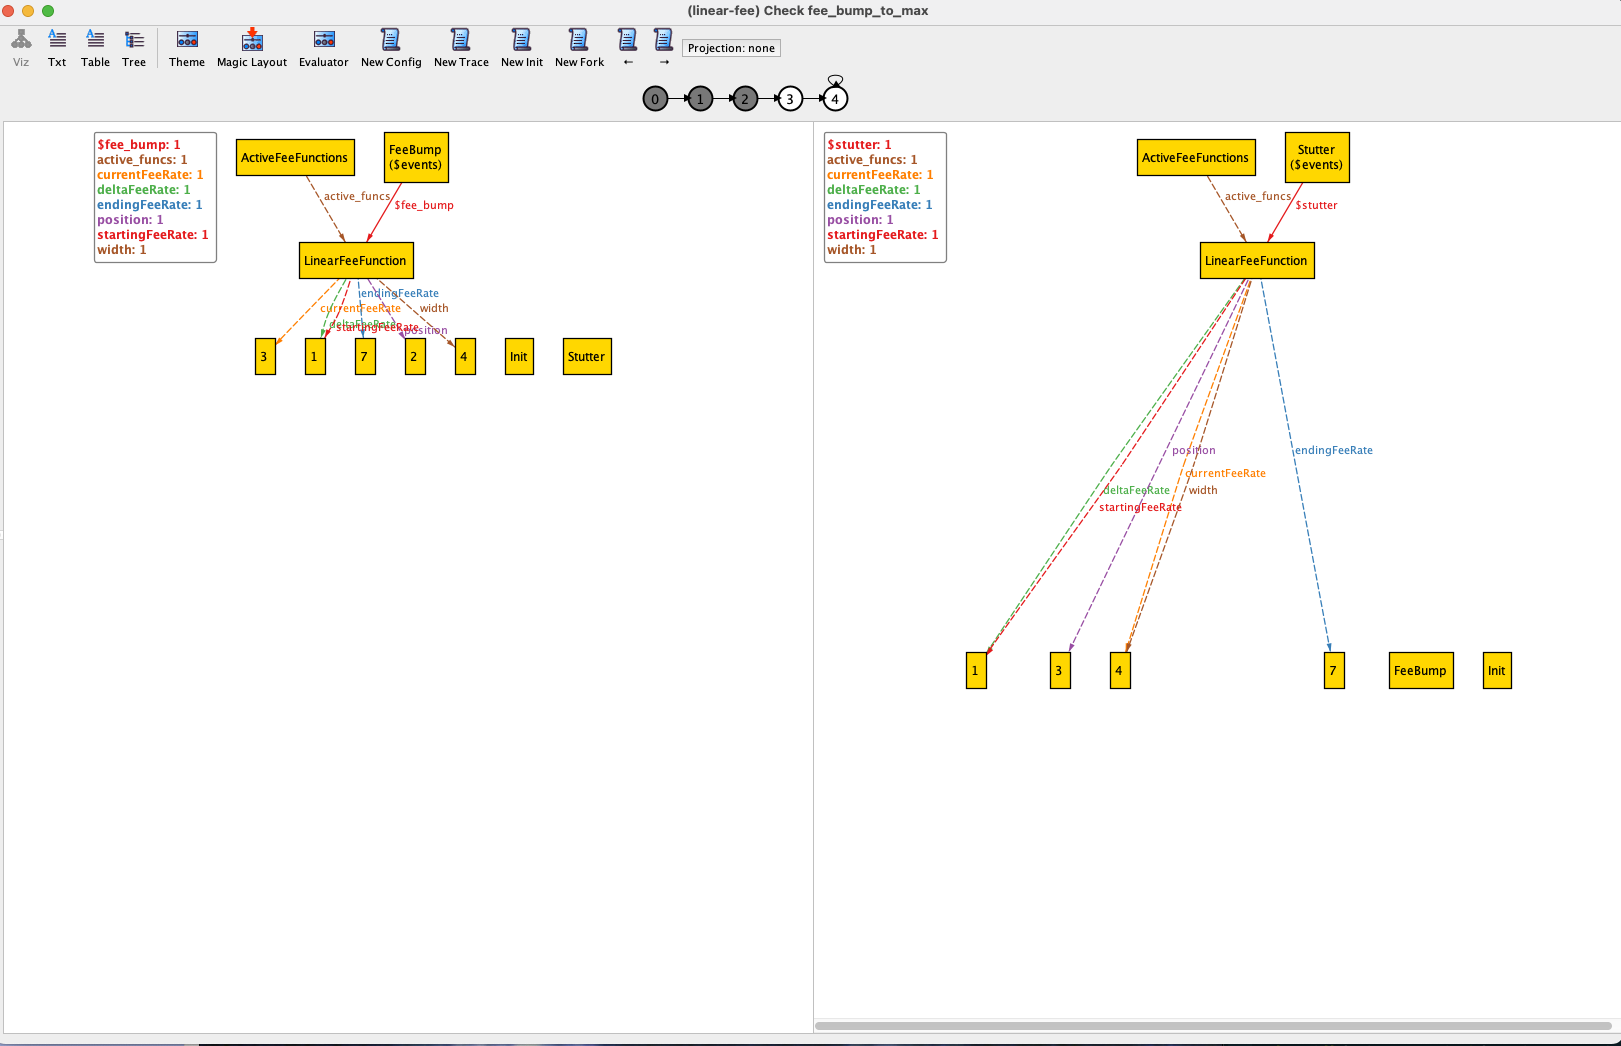 (linear-fee) Check fee_bump_to_max
Viz Txt Table Tree Theme Magic Layout Evaluator New Config New Trace New Init New Fork ← → Projection: none
0 1 2 3 4
$fee_bump: 1
active_funcs: 1
currentFeeRate: 1
deltaFeeRate: 1
endingFeeRate: 1
position: 1
startingFeeRate: 1
width: 1
ActiveFeeFunctions
FeeBump
($events)
active_funcs
$fee_bump
LinearFeeFunction
endingFeeRate
currentFeeRate width
deltaFeeRate startingFeeRate position
3 1 7 2 4 Init Stutter
$stutter: 1
active_funcs: 1
currentFeeRate: 1
deltaFeeRate: 1
endingFeeRate: 1
position: 1
startingFeeRate: 1
width: 1
ActiveFeeFunctions
Stutter
($events)
active_funcs
$stutter
LinearFeeFunction
position endingFeeRate
currentFeeRate
deltaFeeRate width
startingFeeRate
1 3 4 7 FeeBump Init